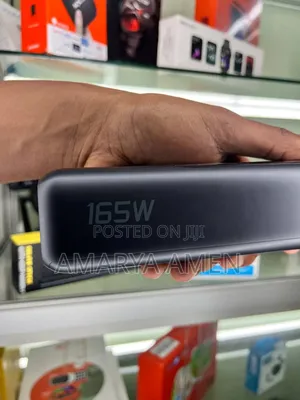 165W
POSTED ON JIJI
AMARYA AMEN